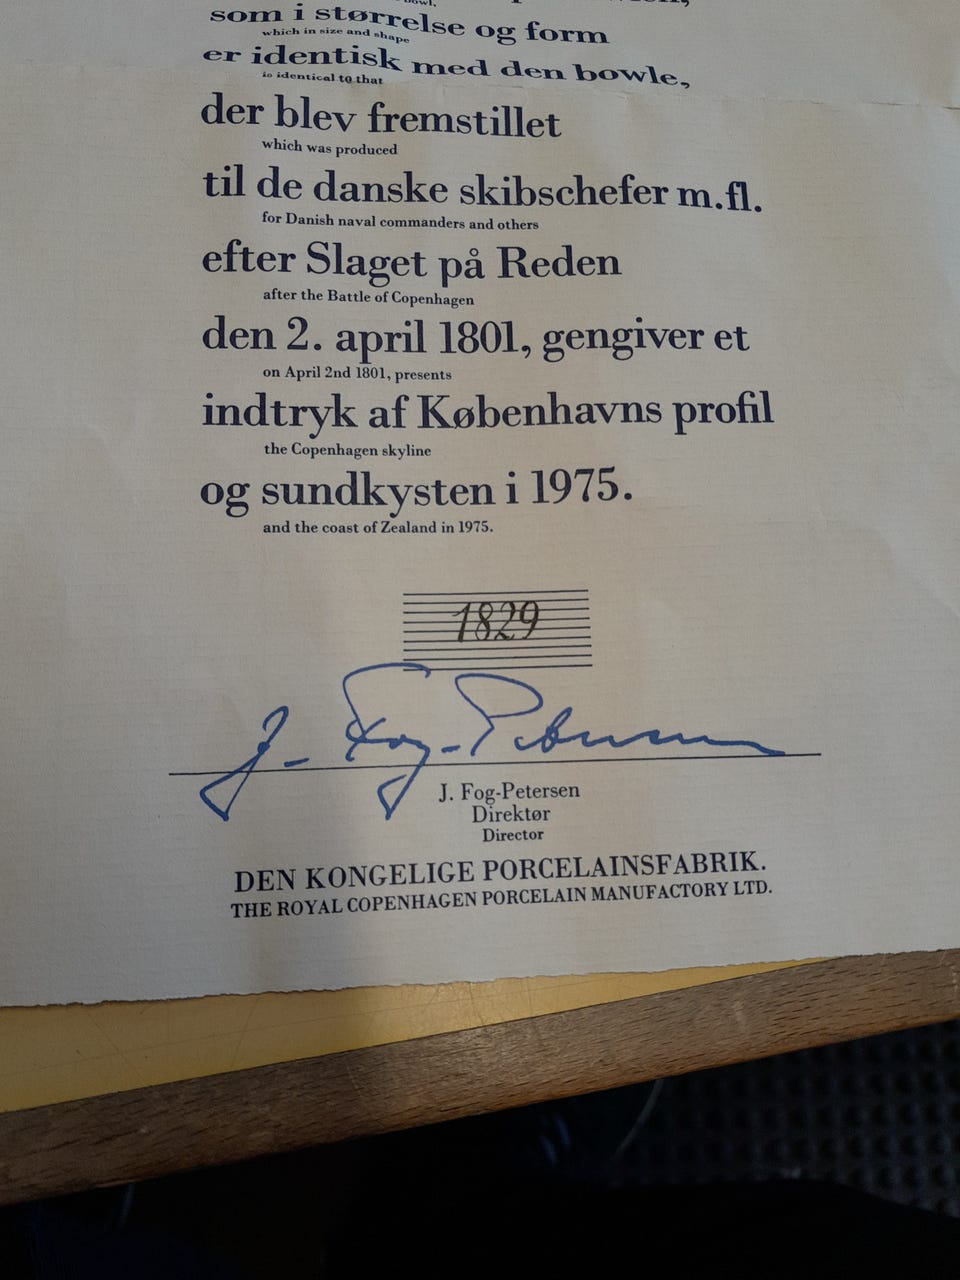 bowl,
som i størrelse og form
which in size and shape
er identisk med den bowle,
is identical to that
der blev fremstillet
which was produced
til de danske skibschefer m.fl.
for Danish naval commanders and others
efter Slaget på Reden
after the Battle of Copenhagen
den 2. april 1801, gengiver et
on April 2nd 1801, presents
indtryk af Københavns profil
the Copenhagen skyline
og sundkysten i 1975.
and the coast of Zealand in 1975.
1829
J. Fog-Petersen
J. Fog-Petersen
Direktør
Director
DEN KONGELIGE PORCELAINSFABRIK.
THE ROYAL COPENHAGEN PORCELAIN MANUFACTORY LTD.